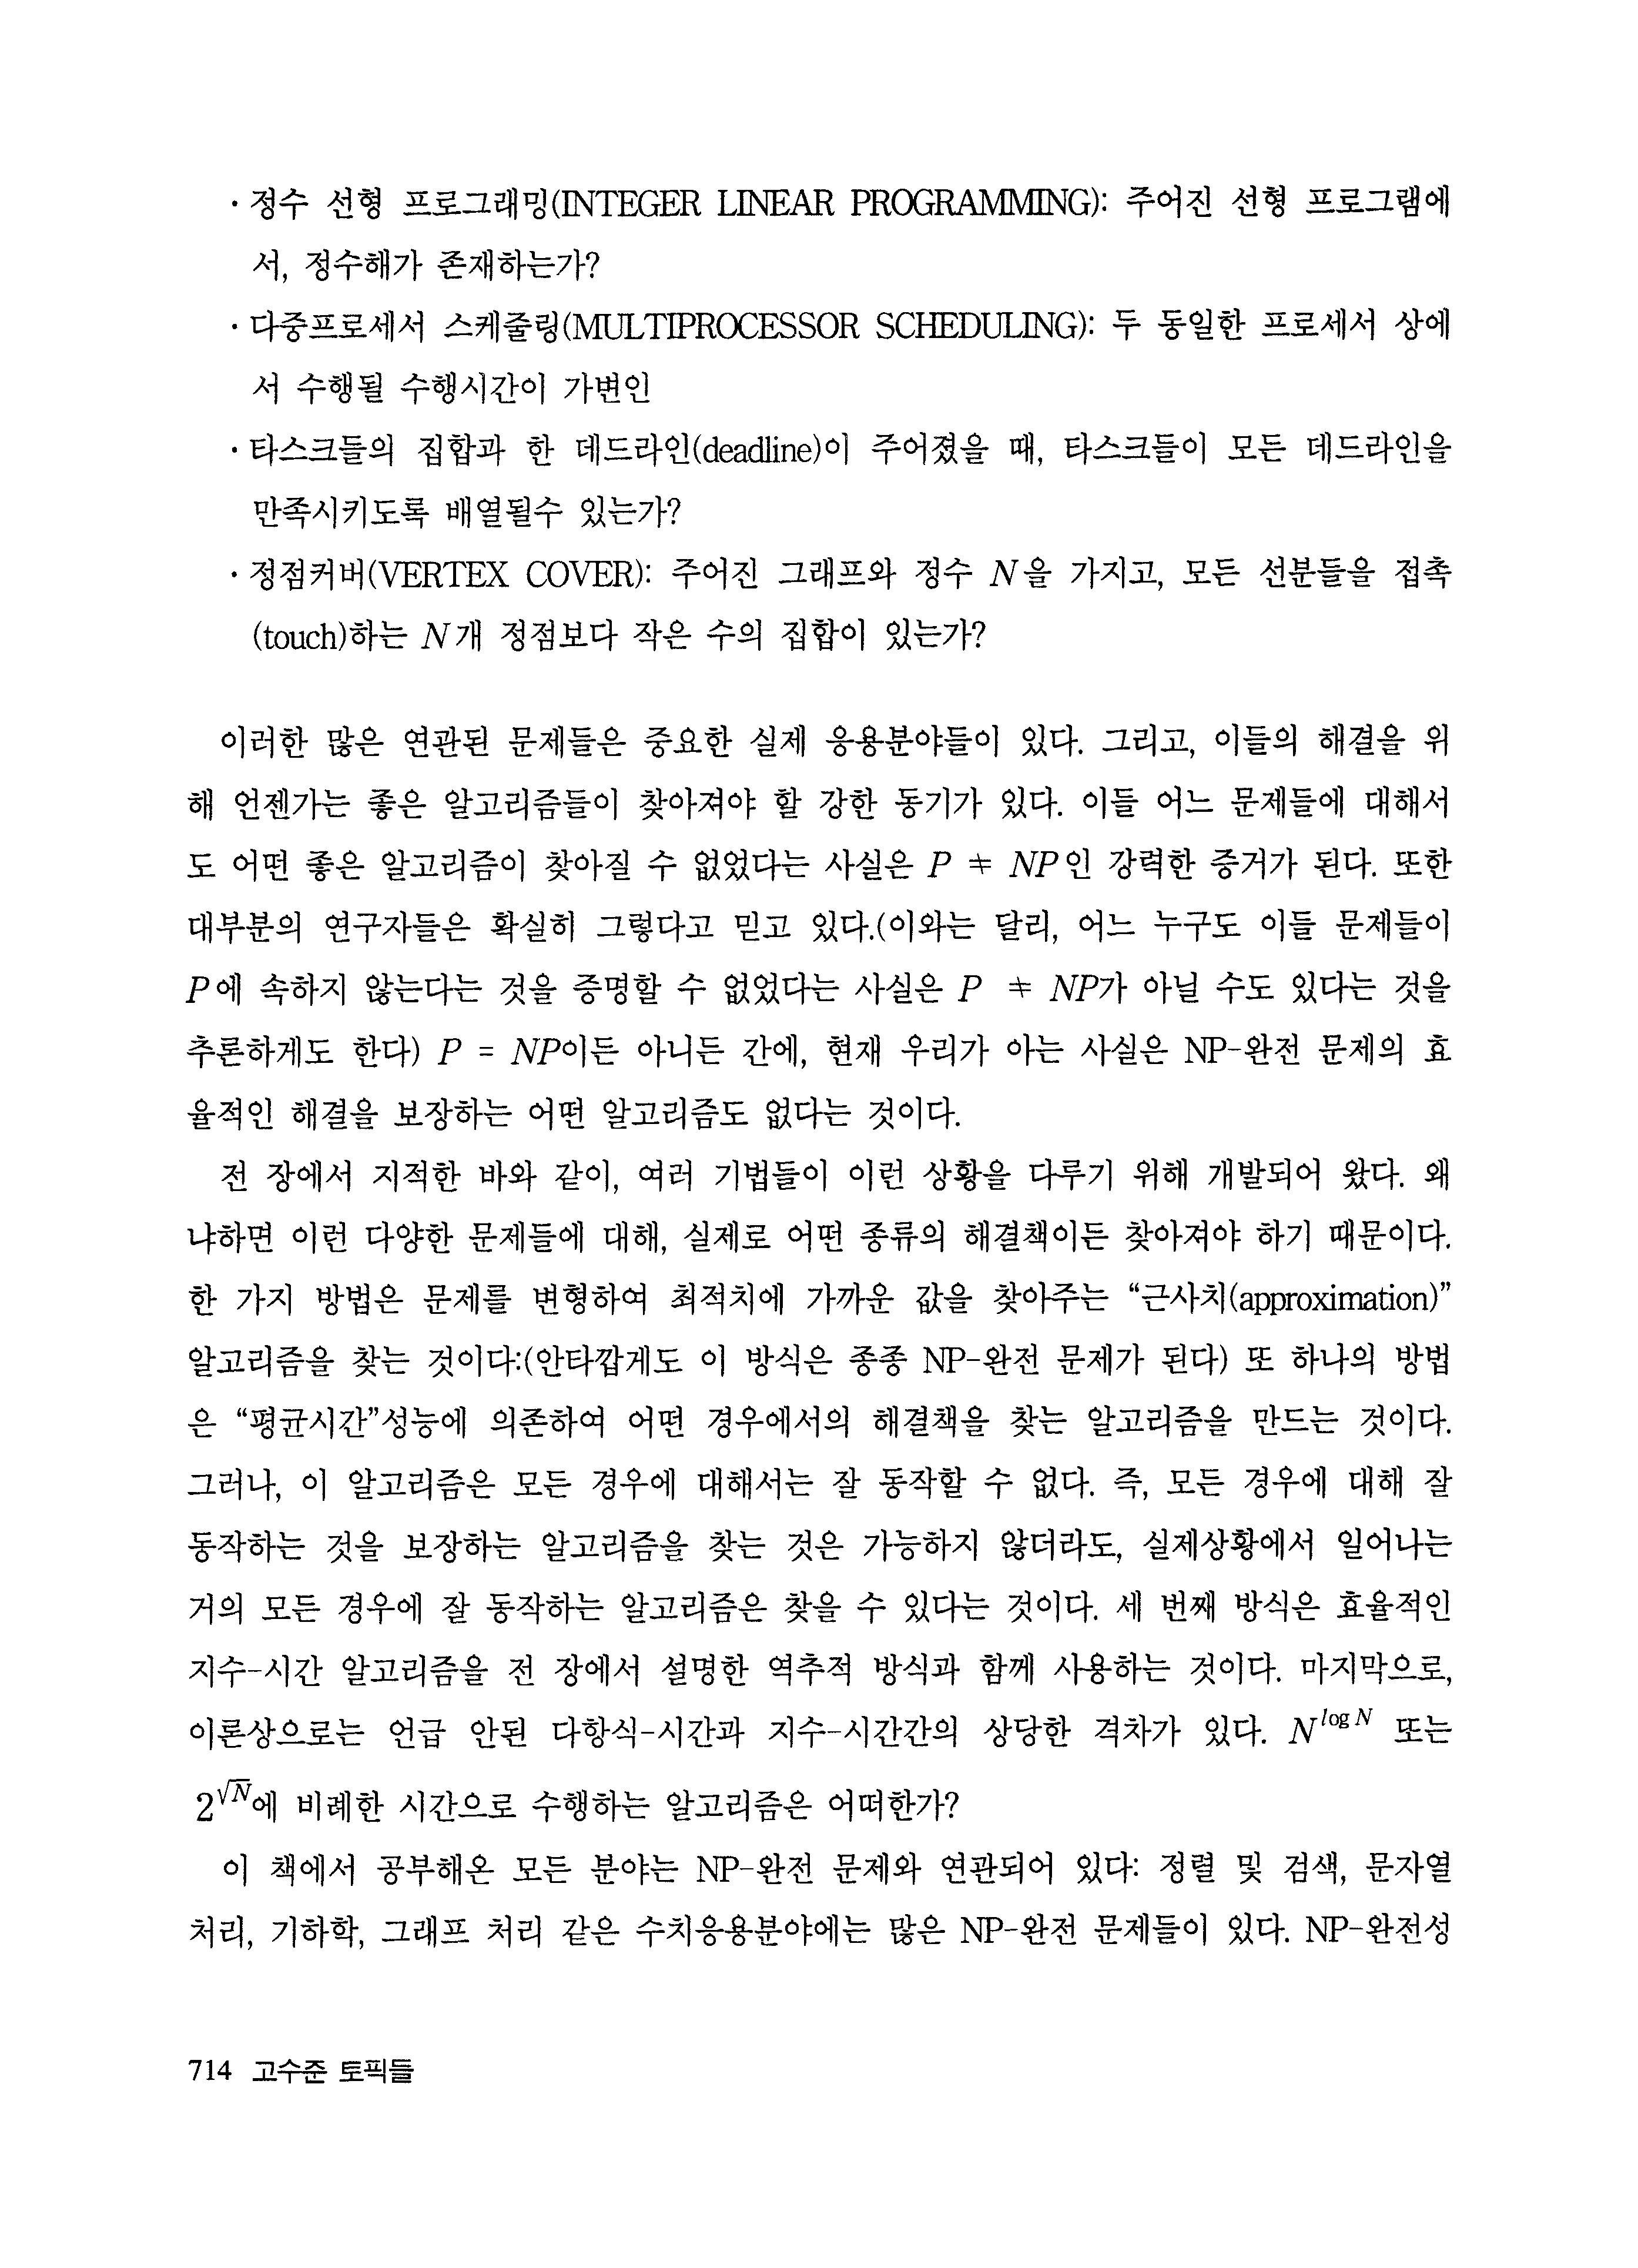 · 정수 선형 프로그래밍(INTEGER LINEAR PROGRAMMING): 주어진 선형 프로그램에
서, 정수해가 존재하는가?
· 다중프로세서 스케줄링(MULTIPROCESSOR SCHEDULING): 두 동일한 프로세서 상에
서 수행될 수행시간이 가변인
· 타스크들의 집합과 한 데드라인(deadline)이 주어졌을 때, 타스크들이 모든 데드라인을
만족시키도록 배열될수 있는가?
· 정점커버(VERTEX COVER): 주어진 그래프와 정수 N을 가지고, 모든 선분들을 접촉
(touch)하는 N개 정점보다 작은 수의 집합이 있는가?
이러한 많은 연관된 문제들은 중요한 실제 응용분야들이 있다. 그리고, 이들의 해결을 위
해 언젠가는 좋은 알고리즘들이 찾아져야 할 강한 동기가 있다. 이들 어느 문제들에 대해서
도 어떤 좋은 알고리즘이 찾아질 수 없었다는 사실은 P ≠ NP인 강력한 증거가 된다. 또한
대부분의 연구자들은 확실히 그렇다고 믿고 있다.(이와는 달리, 어느 누구도 이들 문제들이
P에 속하지 않는다는 것을 증명할 수 없었다는 사실은 P ≠ NP가 아닐 수도 있다는 것을
추론하게도 한다) P = NP이든 아니든 간에, 현재 우리가 아는 사실은 NP-완전 문제의 효
율적인 해결을 보장하는 어떤 알고리즘도 없다는 것이다.
전 장에서 지적한 바와 같이, 여러 기법들이 이런 상황을 다루기 위해 개발되어 왔다. 왜
냐하면 이런 다양한 문제들에 대해, 실제로 어떤 종류의 해결책이든 찾아져야 하기 때문이다.
한 가지 방법은 문제를 변형하여 최적치에 가까운 값을 찾아주는 “근사치(approximation)”
알고리즘을 찾는 것이다:(안타깝게도 이 방식은 종종 NP-완전 문제가 된다) 또 하나의 방법
은 “평균시간”성능에 의존하여 어떤 경우에서의 해결책을 찾는 알고리즘을 만드는 것이다.
그러나, 이 알고리즘은 모든 경우에 대해서는 잘 동작할 수 없다. 즉, 모든 경우에 대해 잘
동작하는 것을 보장하는 알고리즘을 찾는 것은 가능하지 않더라도, 실제상황에서 일어나는
거의 모든 경우에 잘 동작하는 알고리즘은 찾을 수 있다는 것이다. 세 번째 방식은 효율적인
지수-시간 알고리즘을 전 장에서 설명한 역추적 방식과 함께 사용하는 것이다. 마지막으로,
이론상으로는 언급 안된 다항식-시간과 지수-시간간의 상당한 격차가 있다. N^{log N} 또는
2^{√N}에 비례한 시간으로 수행하는 알고리즘은 어떠한가?
이 책에서 공부해온 모든 분야는 NP-완전 문제와 연관되어 있다: 정렬 및 검색, 문자열
처리, 기하학, 그래프 처리 같은 수치응용분야에는 많은 NP-완전 문제들이 있다. NP-완전성
714 고수준 토픽들